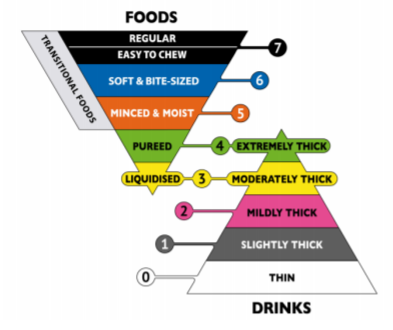 FOODS
REGULAR
EASY TO CHEW
7
TRANSITIONAL FOODS
SOFT & BITE-SIZED
6
MINCED & MOIST
5
PUREED
4
EXTREMELY THICK
LIQUIDISED
3
MODERATELY THICK
2
MILDLY THICK
1
SLIGHTLY THICK
0
THIN
DRINKS